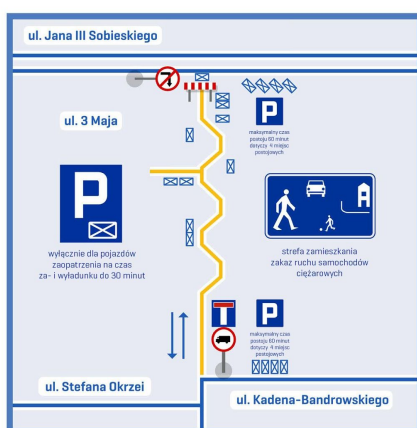 ul. Jana III Sobieskiego
ul. 3 Maja
P
maksymalny czas
postoju 60 minut
dotyczy 4 miejsc
postojowych
P
wyłącznie dla pojazdów
zaopatrzenia na czas
za- i wyładunku do 30 minut
strefa zamieszkania
zakaz ruchu samochodów
ciężarowych
P
maksymalny czas
postoju 60 minut
dotyczy 4 miejsc
postojowych
ul. Stefana Okrzei
ul. Kadena-Bandrowskiego